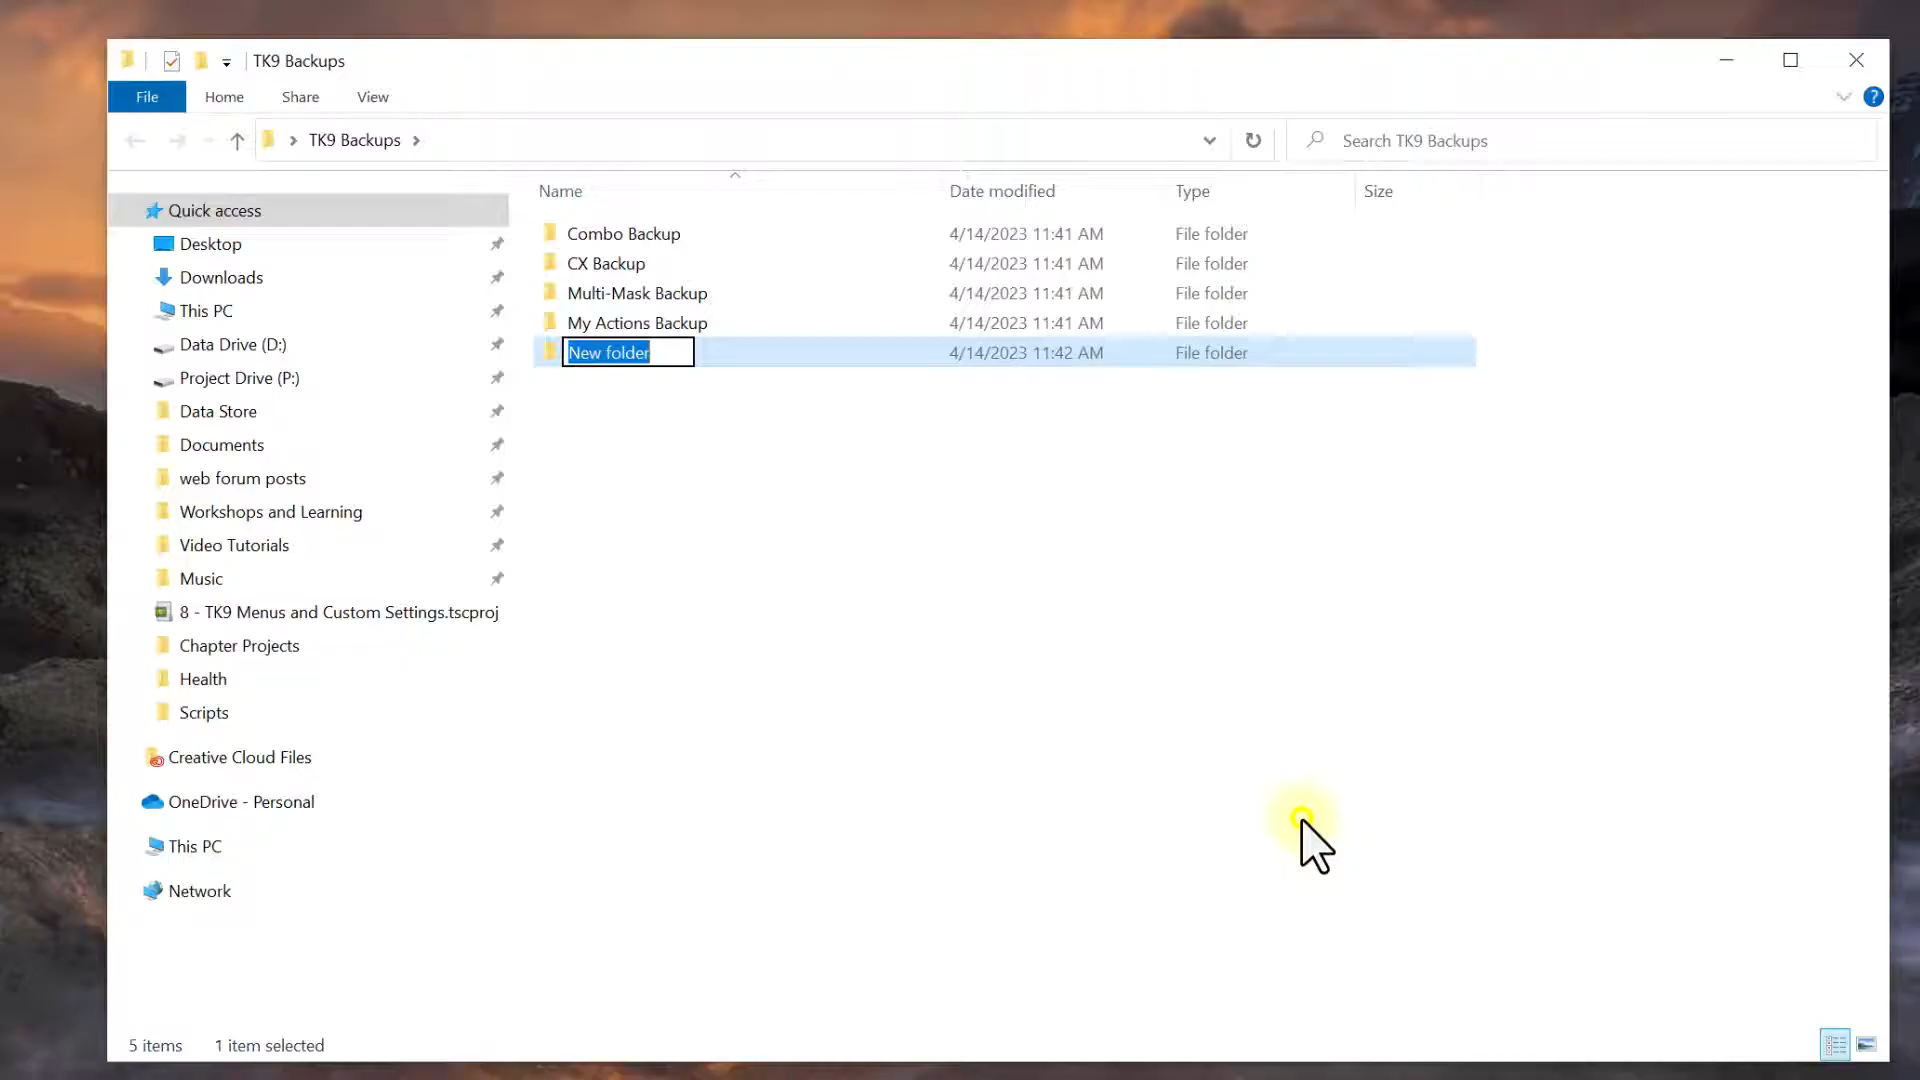 TK9 Backups
File Home Share View
TK9 Backups
Search TK9 Backups
Name Date modified Type Size
Quick access
Desktop
Downloads
This PC
Data Drive (D:)
Project Drive (P:)
Data Store
Documents
web forum posts
Workshops and Learning
Video Tutorials
Music
8 - TK9 Menus and Custom Settings.tscproj
Chapter Projects
Health
Scripts
Creative Cloud Files
OneDrive - Personal
This PC
Network
Combo Backup 4/14/2023 11:41 AM File folder
CX Backup 4/14/2023 11:41 AM File folder
Multi-Mask Backup 4/14/2023 11:41 AM File folder
My Actions Backup 4/14/2023 11:41 AM File folder
New folder 4/14/2023 11:42 AM File folder
5 items 1 item selected